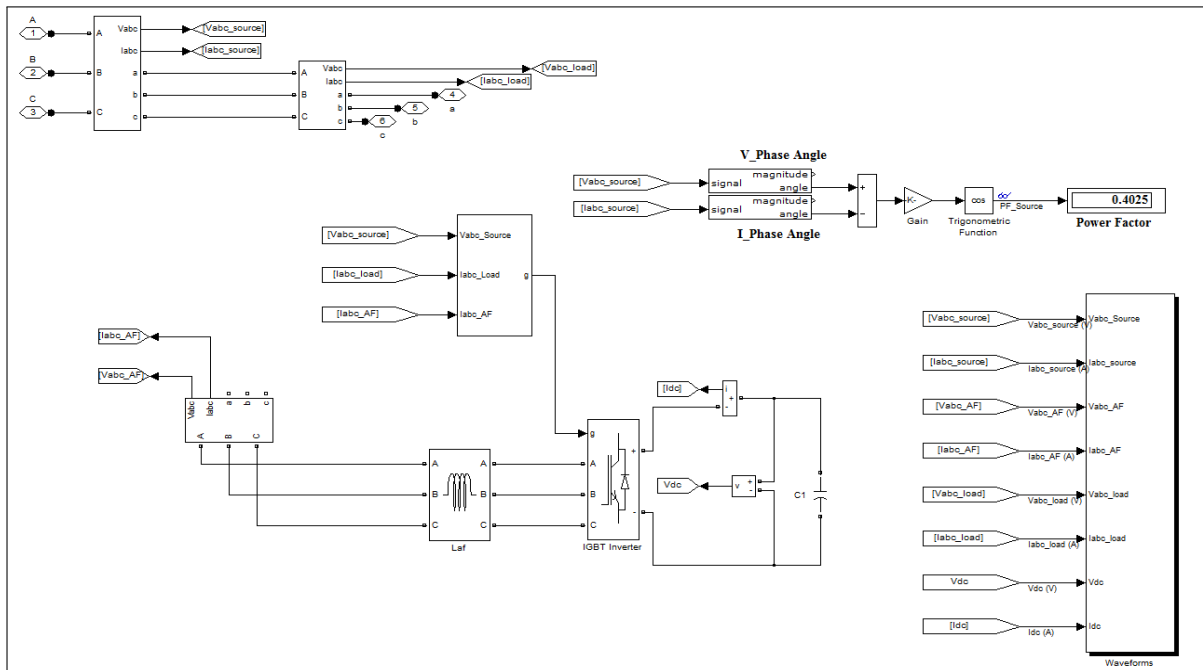 A
1
A
Vabc
[Vabc_source]
Iabc
[Iabc_source]
B
2
B
a
A
Vabc
[Vabc_load]
Iabc
[Iabc_load]
b
B
a
4
a
C
3
C
c
C
b
5
b
c
6
c
V_Phase Angle
[Vabc_source]
signal
magnitude
angle
[Iabc_source]
signal
magnitude
angle
I_Phase Angle
+
−
K-
Gain
cos
Trigonometric
Function
PF_Source
0.4025
Power Factor
[Vabc_source]
Vabc_Source
[Iabc_load]
Iabc_Load
g
[Iabc_AF]
Iabc_AF
[Iabc_AF]
[Vabc_AF]
Vabc
Iabc
a
b
c
A
B
C
A
A
B
B
C
C
Laf
g
A
B
C
+
-
IGBT Inverter
[Idc]
i
+
-
Vdc
v
+
-
C1
[Vabc_source]
Vabc_source (V)
Vabc_Source
[Iabc_source]
Iabc_source (A)
Iabc_source
[Vabc_AF]
Vabc_AF (V)
Vabc_AF
[Iabc_AF]
Iabc_AF (A)
Iabc_AF
[Vabc_load]
Vabc_load (V)
Vabc_load
[Iabc_load]
Iabc_load (A)
Iabc_load
Vdc
Vdc (V)
Vdc
[Idc]
Idc (A)
Idc
Waveforms